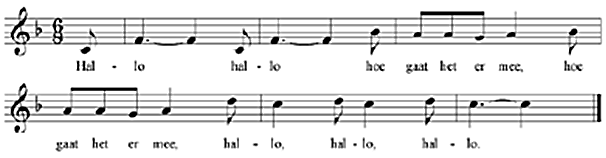 Hal - lo hal - lo hoe gaat het er mee, hoe
gaat het er mee, hal - lo, hal - lo, hal - lo.